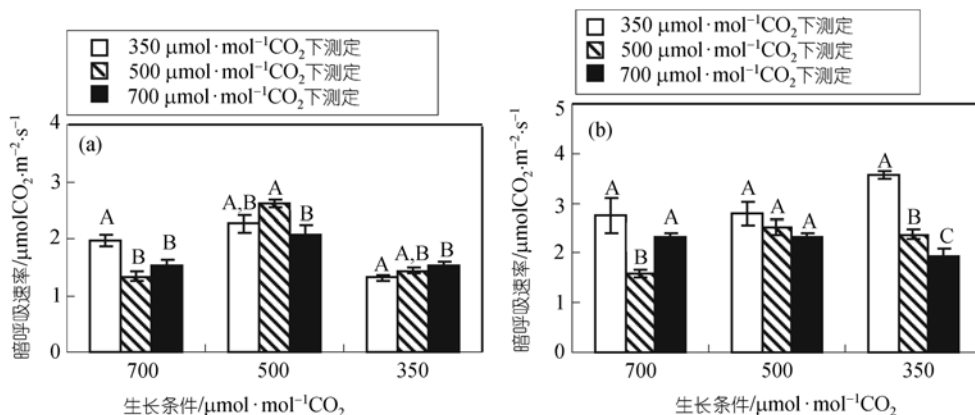 350 μmol·mol⁻¹CO₂下测定
500 μmol·mol⁻¹CO₂下测定
700 μmol·mol⁻¹CO₂下测定
(a)
4
3
2
1
0
A
B
B
A,B
A
B
A
A,B
B
700
500
350
暗呼吸速率/μmolCO₂·m⁻²·s⁻¹
生长条件/μmol·mol⁻¹CO₂
350 μmol·mol⁻¹CO₂下测定
500 μmol·mol⁻¹CO₂下测定
700 μmol·mol⁻¹CO₂下测定
(b)
5
4
3
2
1
0
A
B
A
A
A
A
A
B
C
700
500
350
暗呼吸速率/μmolCO₂·m⁻²·s⁻¹
生长条件/μmol·mol⁻¹CO₂